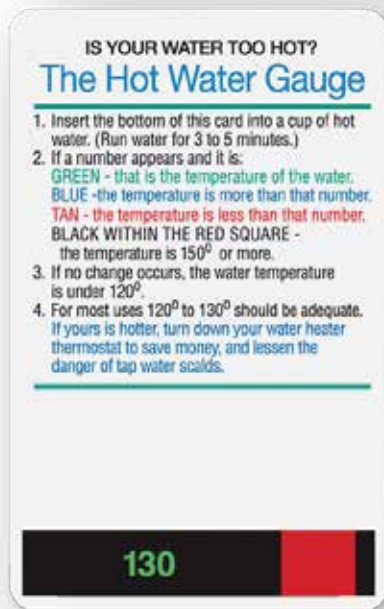 IS YOUR WATER TOO HOT?
The Hot Water Gauge
1. Insert the bottom of this card into a cup of hot
water. (Run water for 3 to 5 minutes.)
2. If a number appears and it is:
GREEN - that is the temperature of the water.
BLUE -the temperature is more than that number.
TAN - the temperature is less than that number.
BLACK WITHIN THE RED SQUARE -
the temperature is 150⁰ or more.
3. If no change occurs, the water temperature
is under 120⁰.
4. For most uses 120⁰ to 130⁰ should be adequate.
If yours is hotter, turn down your water heater
thermostat to save money, and lessen the
danger of tap water scalds.
130